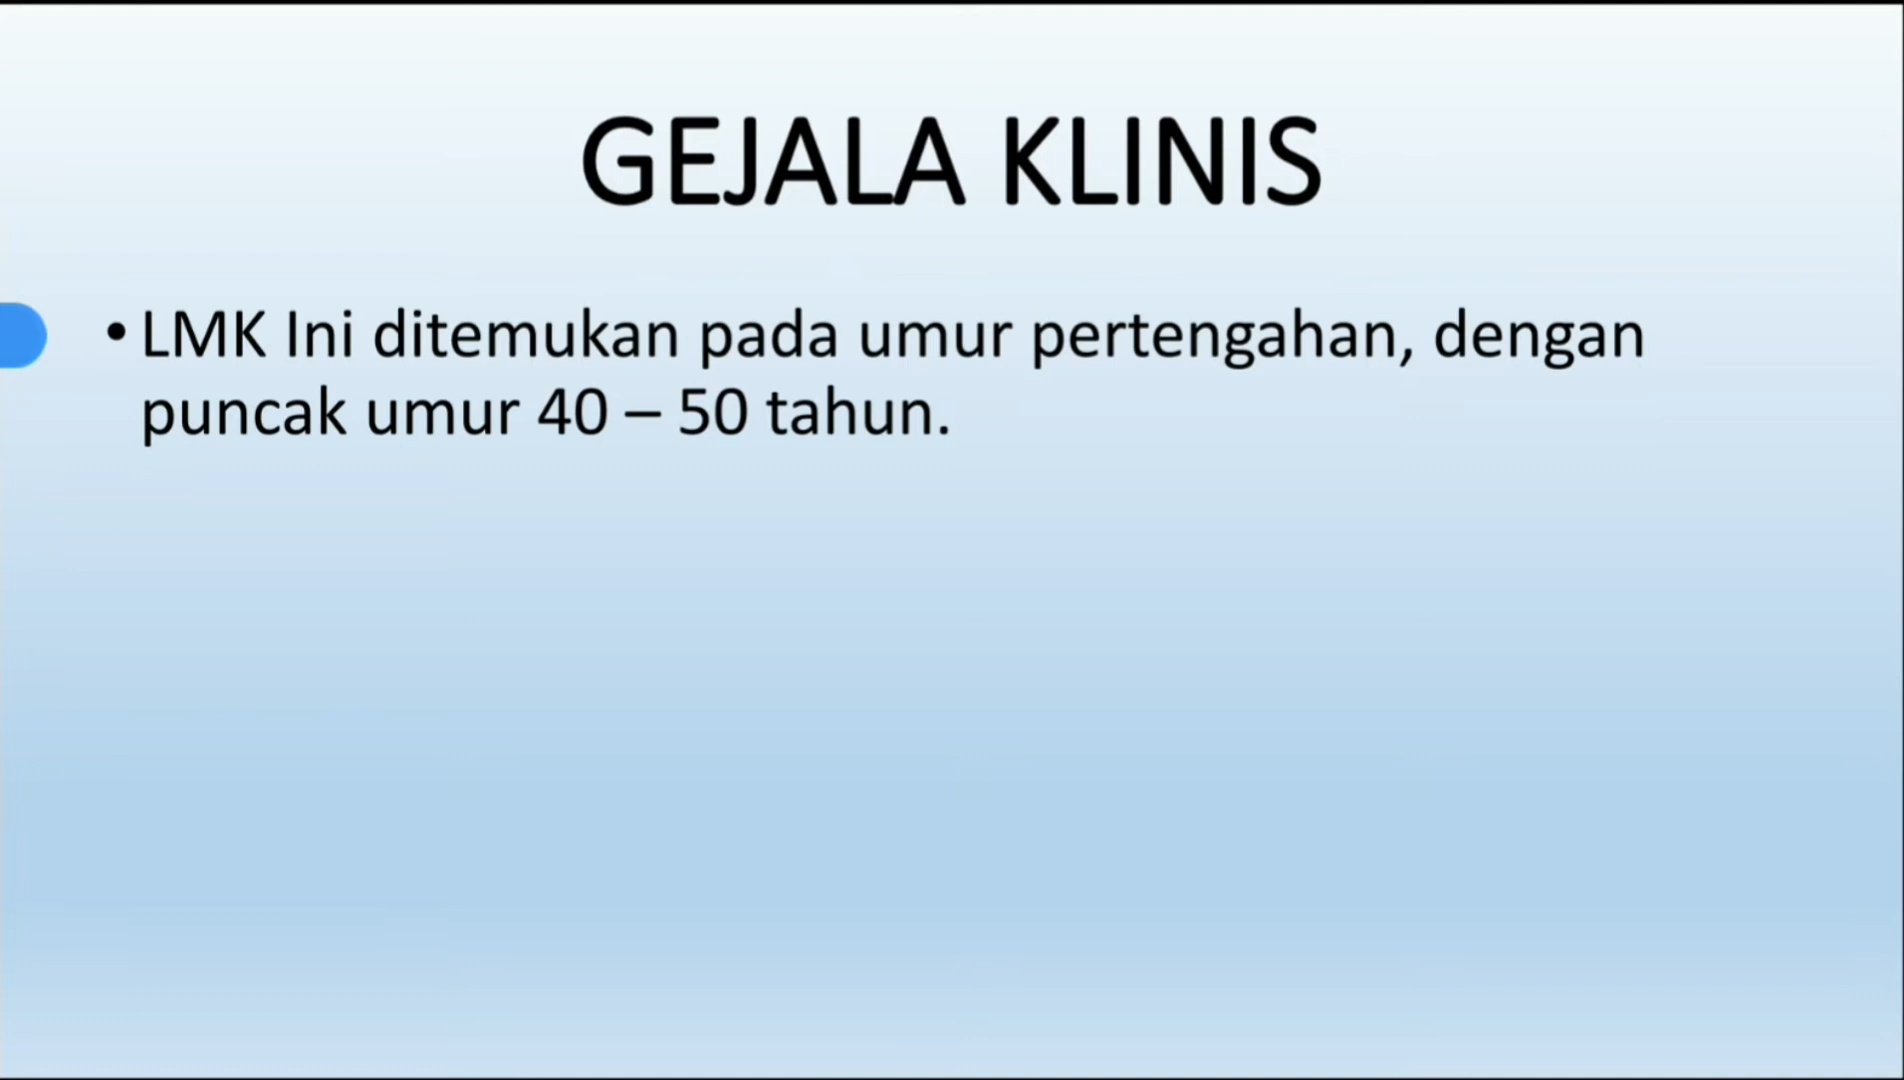 GEJALA KLINIS
• LMK Ini ditemukan pada umur pertengahan, dengan
puncak umur 40 – 50 tahun.